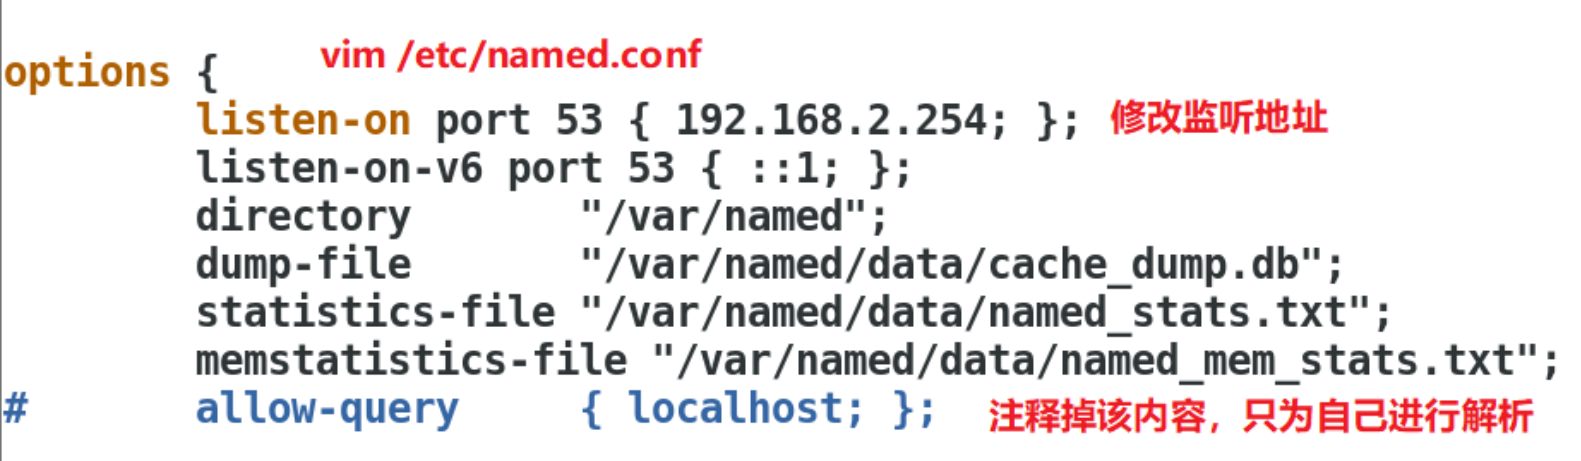 vim /etc/named.conf
options {
listen-on port 53 { 192.168.2.254; }; 修改监听地址
listen-on-v6 port 53 { ::1; };
directory "/var/named";
dump-file "/var/named/data/cache_dump.db";
statistics-file "/var/named/data/named_stats.txt";
memstatistics-file "/var/named/data/named_mem_stats.txt";
# allow-query { localhost; }; 注释掉该内容，只为自己进行解析